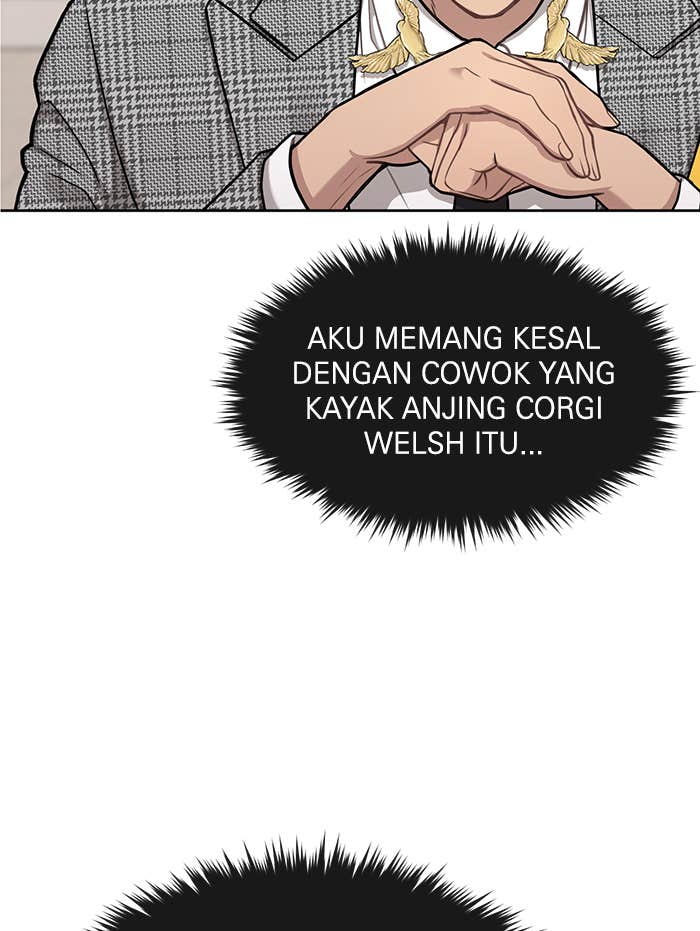 AKU MEMANG KESAL
DENGAN COWOK YANG
KAYAK ANJING CORGI
WELSH ITU...